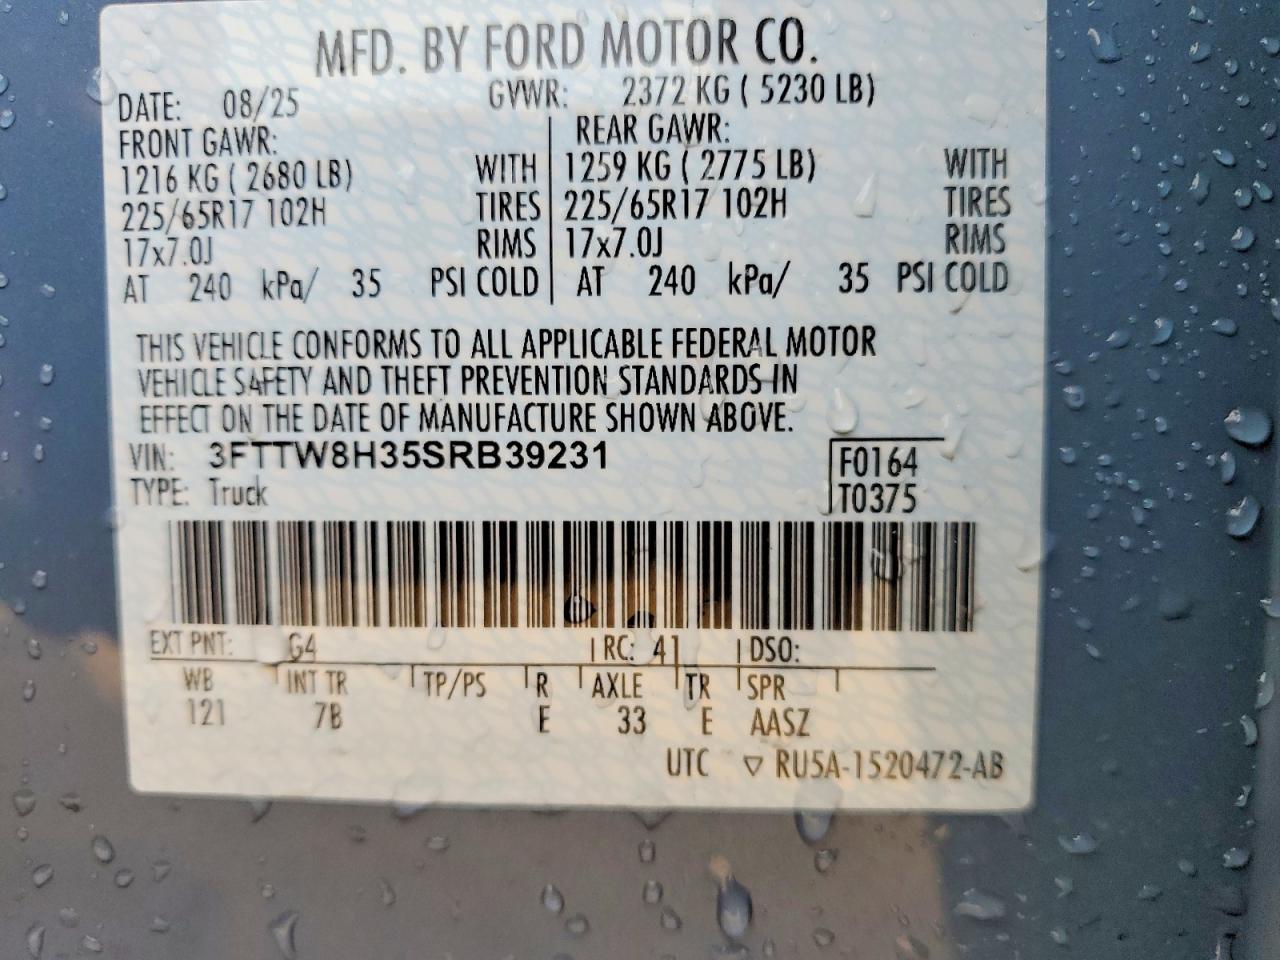 MFD. BY FORD MOTOR CO.
DATE: 08/25 GVWR: 2372 KG ( 5230 LB)
FRONT GAWR: REAR GAWR:
1216 KG ( 2680 LB) WITH 1259 KG ( 2775 LB) WITH
225/65R17 102H TIRES 225/65R17 102H TIRES
17x7.0J RIMS 17x7.0J RIMS
AT 240 kPa/ 35 PSI COLD AT 240 kPa/ 35 PSI COLD
THIS VEHICLE CONFORMS TO ALL APPLICABLE FEDERAL MOTOR
VEHICLE SAFETY AND THEFT PREVENTION STANDARDS IN
EFFECT ON THE DATE OF MANUFACTURE SHOWN ABOVE.
VIN: 3FTTW8H35SRB39231 F0164
TYPE: Truck T0375
EXT PNT: G4 RC: 41 DSO:
WB INT TR TP/PS R AXLE TR SPR
121 7B E 33 E AASZ
UTC ▽ RU5A-1520472-AB